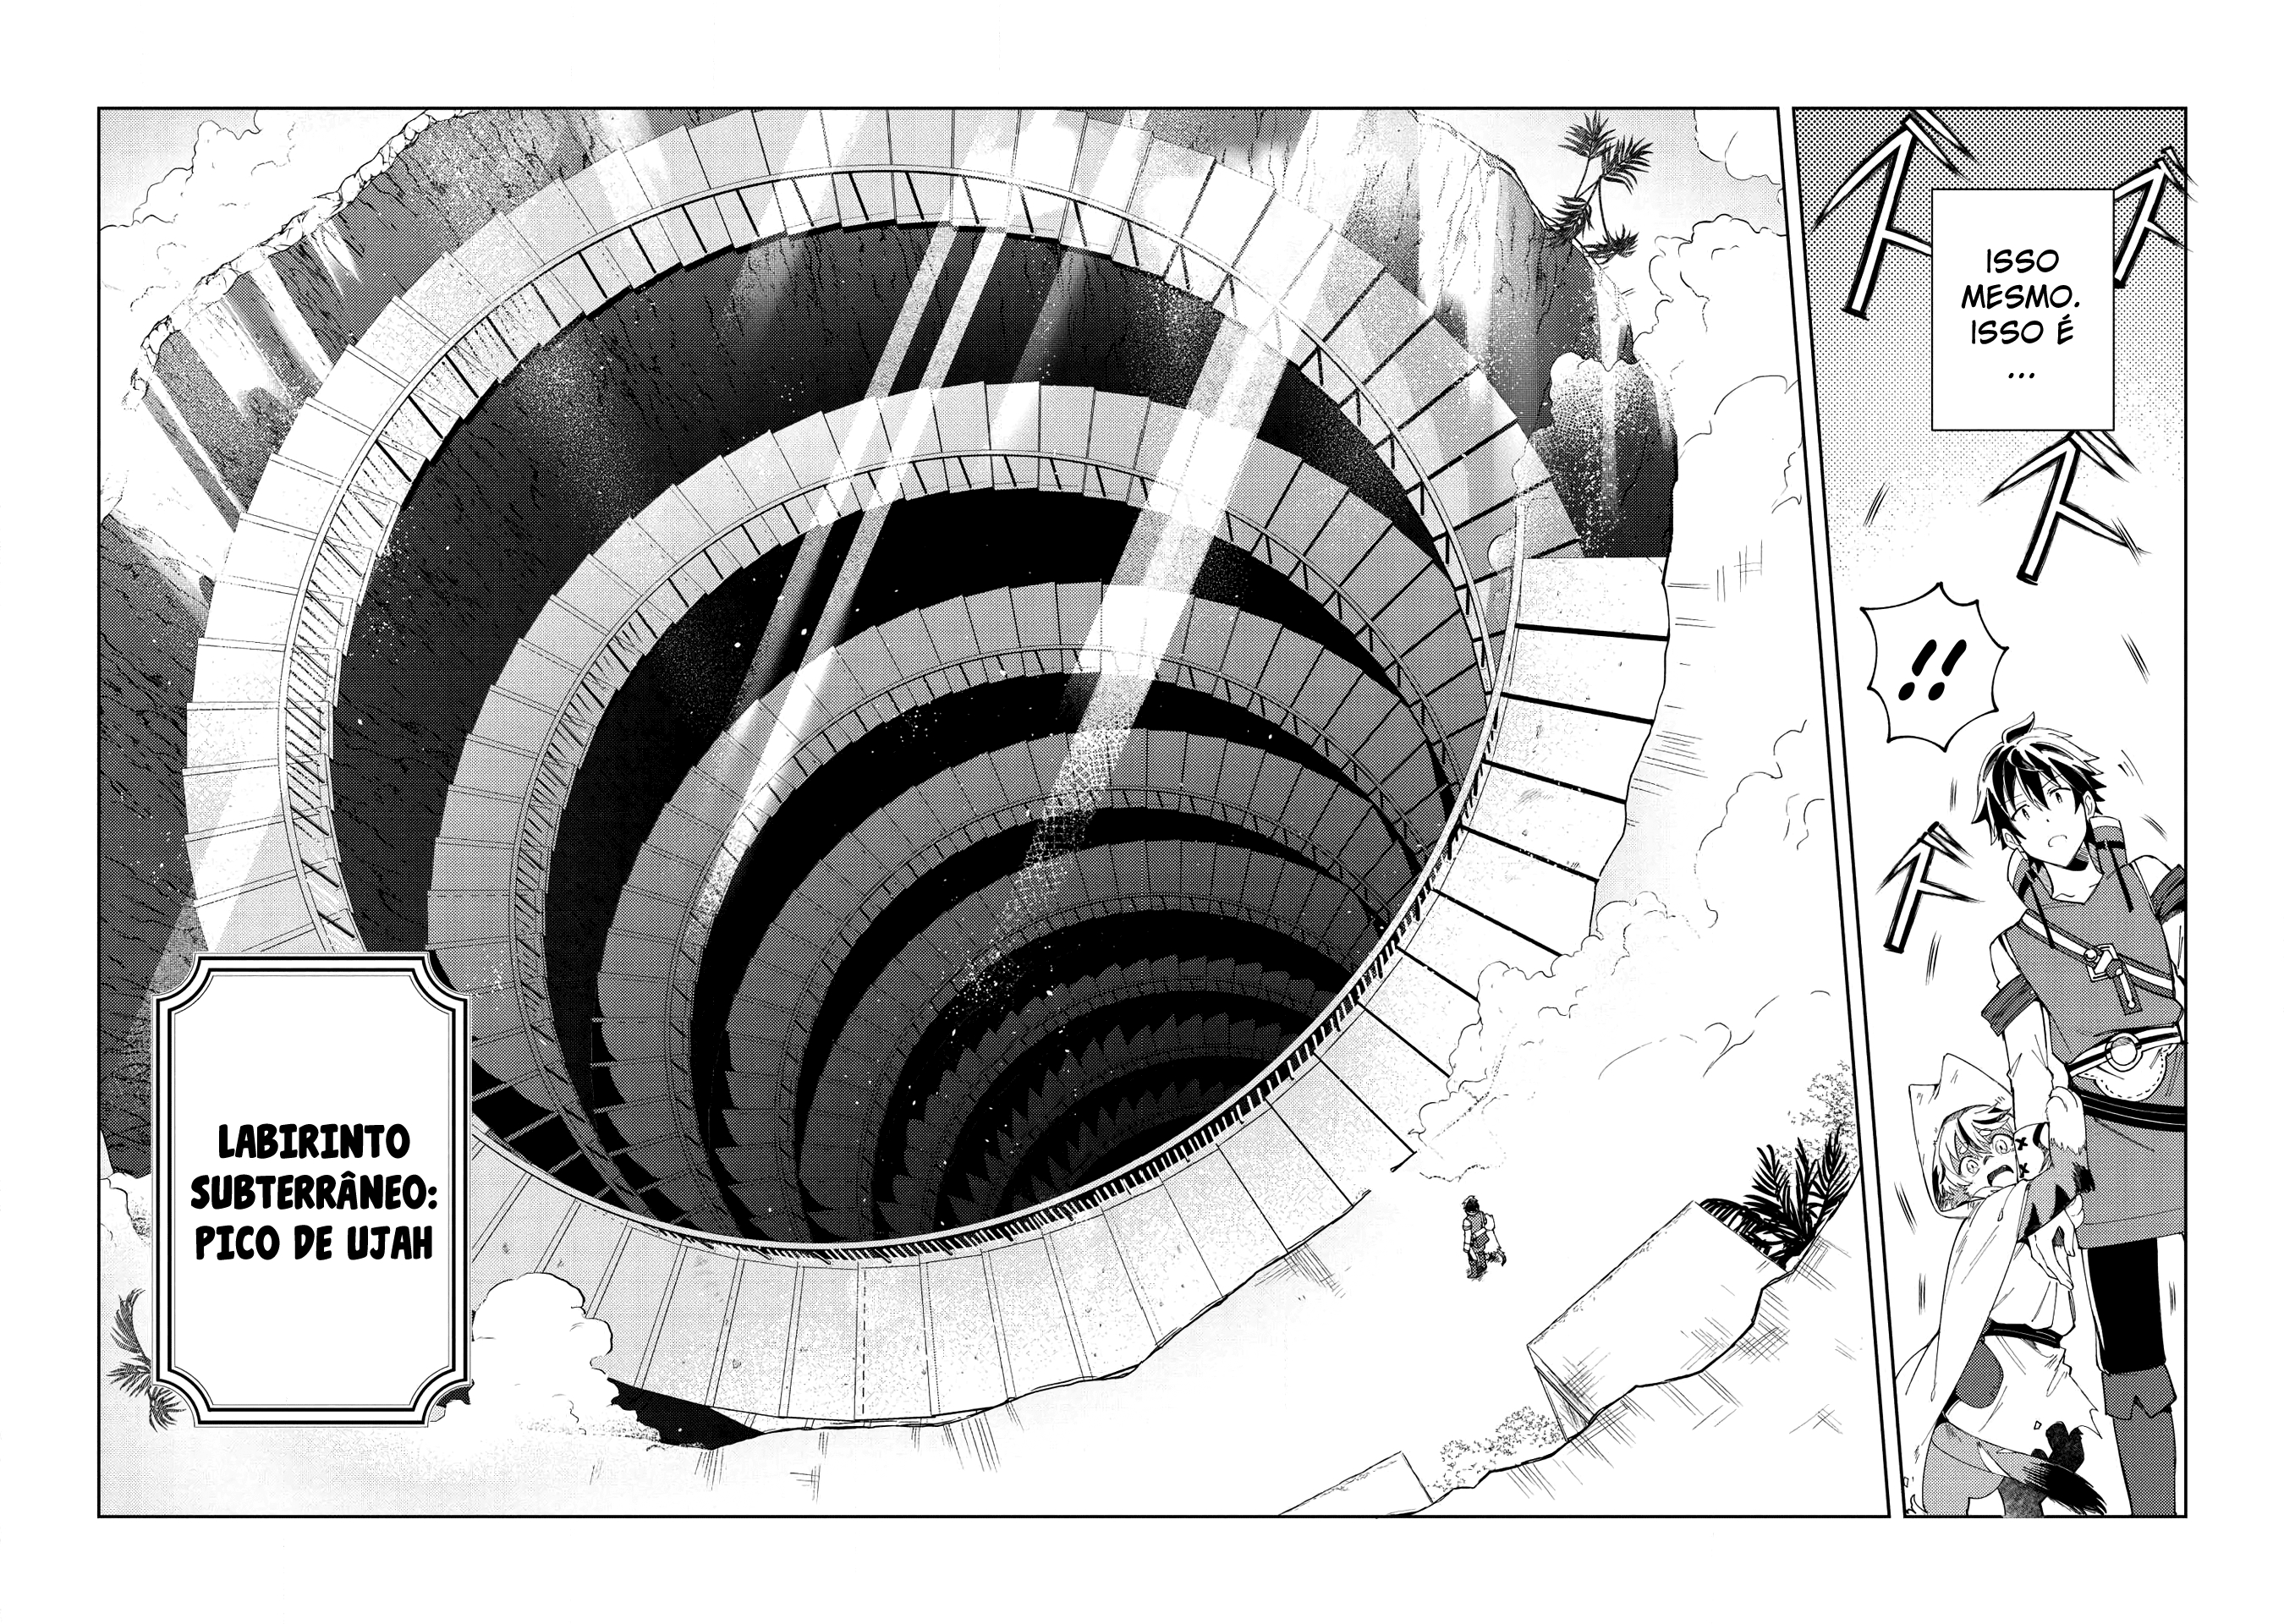 ISSO
MESMO.
ISSO É
...
!!
LABIRINTO
SUBTERRÂNEO:
PICO DE UJAH